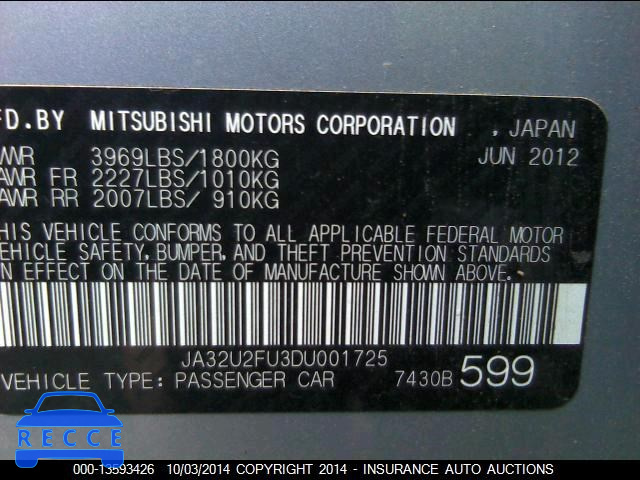 FD.BY MITSUBISHI MOTORS CORPORATION , JAPAN
WR 3969LBS/1800KG JUN 2012
AWR FR 2227LBS/1010KG
AWR RR 2007LBS/ 910KG
HIS VEHICLE CONFORMS TO ALL APPLICABLE FEDERAL MOTOR
EHICLE SAFETY, BUMPER, AND THEFT PREVENTION STANDARDS
N EFFECT ON THE DATE OF MANUFACTURE SHOWN ABOVE.
JA32U2FU3DU001725
VEHICLE TYPE: PASSENGER CAR 7430B 599
RECCE
000-13593426 10/03/2014 COPYRIGHT 2014 - INSURANCE AUTO AUCTIONS